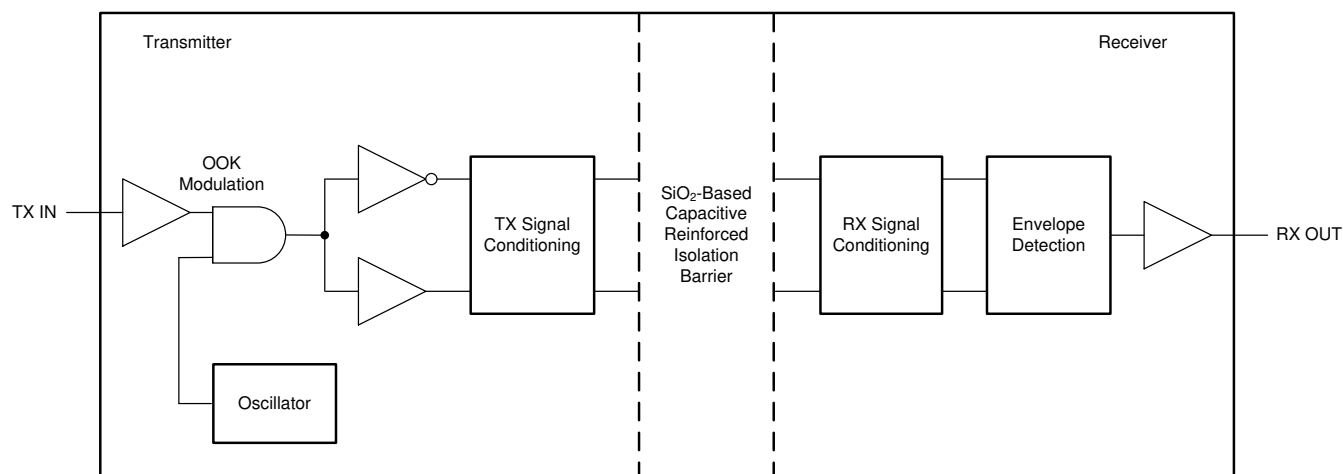 Transmitter
Receiver
OOK
Modulation
TX IN
TX Signal
Conditioning
SiO₂-Based
Capacitive
Reinforced
Isolation
Barrier
RX Signal
Conditioning
Envelope
Detection
RX OUT
Oscillator